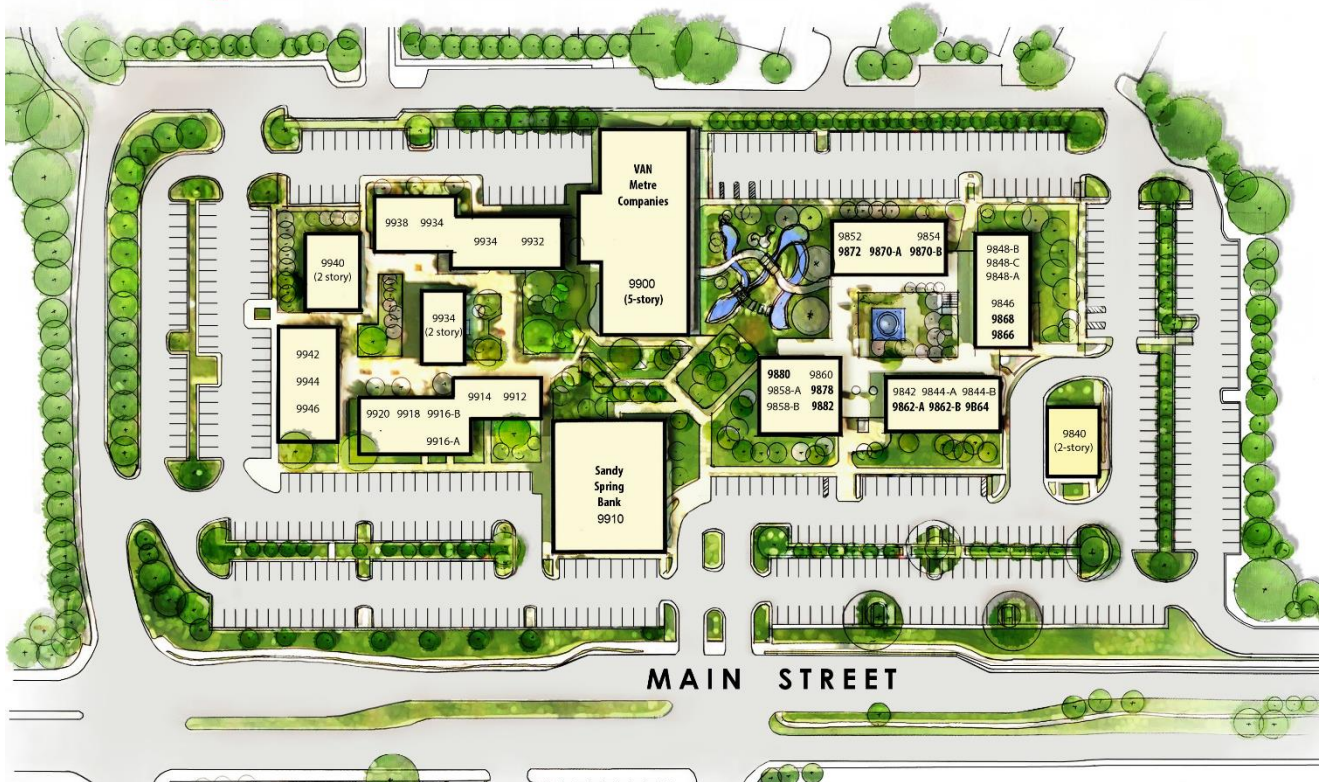 VAN
Metre
Companies
9900
(5-story)
9938 9934
9934 9932
9940
(2 story)
9934
(2 story)
9942
9944
9946
9914 9912
9920 9918 9916-B
9916-A
Sandy
Spring
Bank
9910
9852 9854
9872 9870-A 9870-B
9848-B
9848-C
9848-A
9846
9868
9866
9880 9860
9858-A 9878
9858-B 9882
9842 9844-A 9844-B
9862-A 9862-B 9B64
9840
(2-story)
MAIN STREET